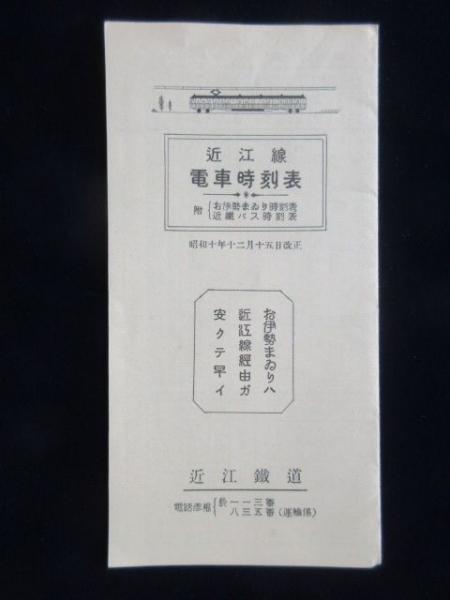 近江線
電車時刻表
附 お伊勢まゐり時刻表
近鐵バス時刻表
昭和十年十二月十五日改正
お伊勢まゐりハ
近江線経由ガ
安クテ早イ
近江鐵道
電話彦根 長一一三番
八三五番(運輸係)